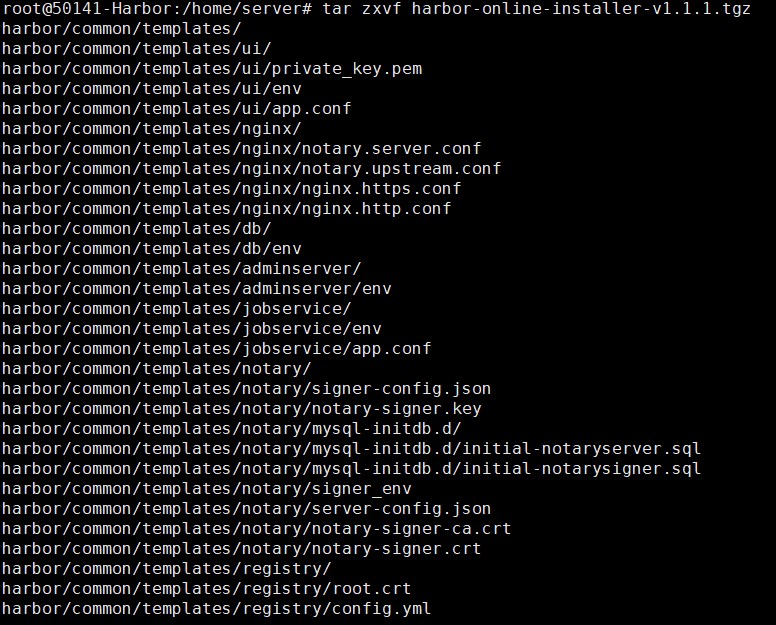 root@50141-Harbor:/home/server# tar zxvf harbor-online-installer-v1.1.1.tgz
harbor/common/templates/
harbor/common/templates/ui/
harbor/common/templates/ui/private_key.pem
harbor/common/templates/ui/env
harbor/common/templates/ui/app.conf
harbor/common/templates/nginx/
harbor/common/templates/nginx/notary.server.conf
harbor/common/templates/nginx/notary.upstream.conf
harbor/common/templates/nginx/nginx.https.conf
harbor/common/templates/nginx/nginx.http.conf
harbor/common/templates/db/
harbor/common/templates/db/env
harbor/common/templates/adminserver/
harbor/common/templates/adminserver/env
harbor/common/templates/jobservice/
harbor/common/templates/jobservice/env
harbor/common/templates/jobservice/app.conf
harbor/common/templates/notary/
harbor/common/templates/notary/signer-config.json
harbor/common/templates/notary/notary-signer.key
harbor/common/templates/notary/mysql-initdb.d/
harbor/common/templates/notary/mysql-initdb.d/initial-notaryserver.sql
harbor/common/templates/notary/mysql-initdb.d/initial-notarysigner.sql
harbor/common/templates/notary/signer_env
harbor/common/templates/notary/server-config.json
harbor/common/templates/notary/notary-signer-ca.crt
harbor/common/templates/notary/notary-signer.crt
harbor/common/templates/registry/
harbor/common/templates/registry/root.crt
harbor/common/templates/registry/config.yml